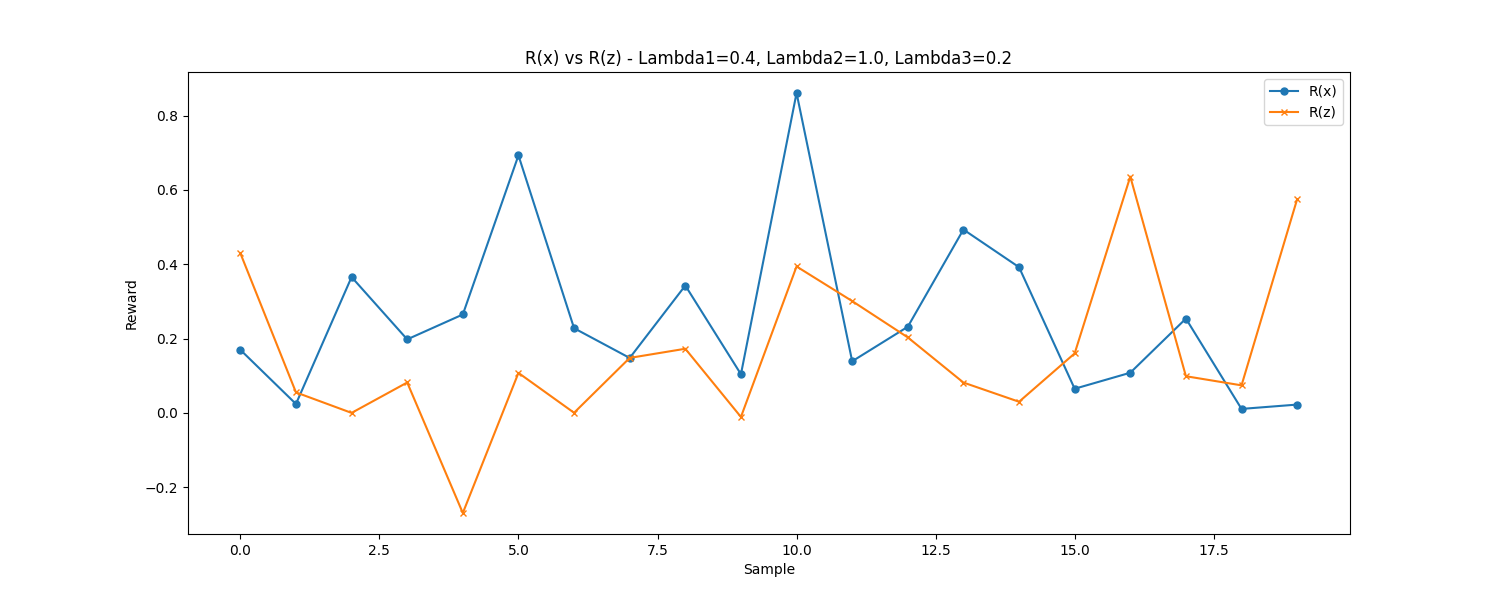 R(x) vs R(z) - Lambda1=0.4, Lambda2=1.0, Lambda3=0.2
R(x)
R(z)
0.8
0.6
0.4
0.2
0.0
−0.2
Reward
0.0 2.5 5.0 7.5 10.0 12.5 15.0 17.5
Sample